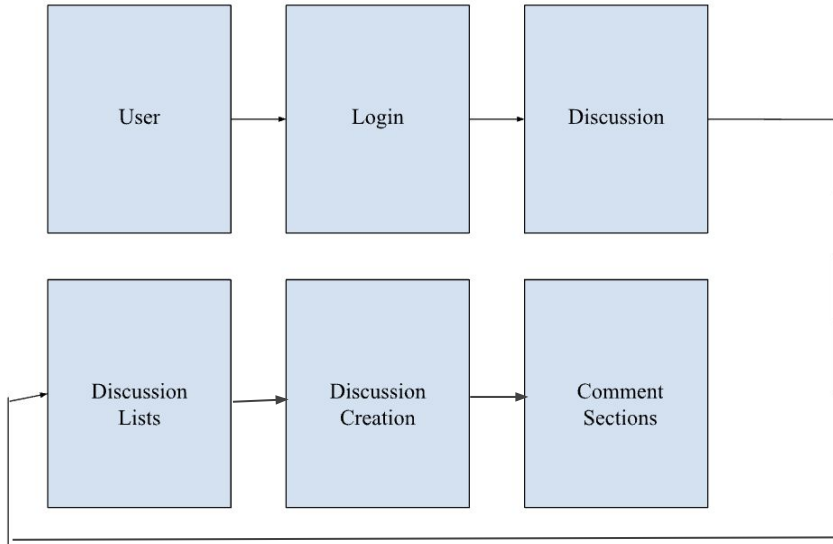 User
Login
Discussion
Discussion
Lists
Discussion
Creation
Comment
Sections